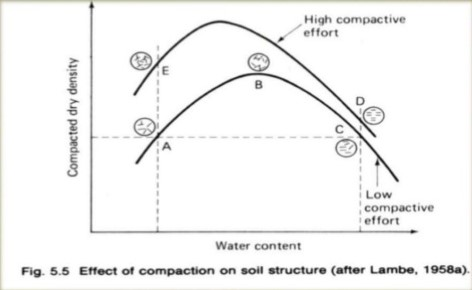 High compactive
effort
E
B
D
Compacted dry density
A
C
Low
compactive
effort
Water content
Fig. 5.5 Effect of compaction on soil structure (after Lambe, 1958a).